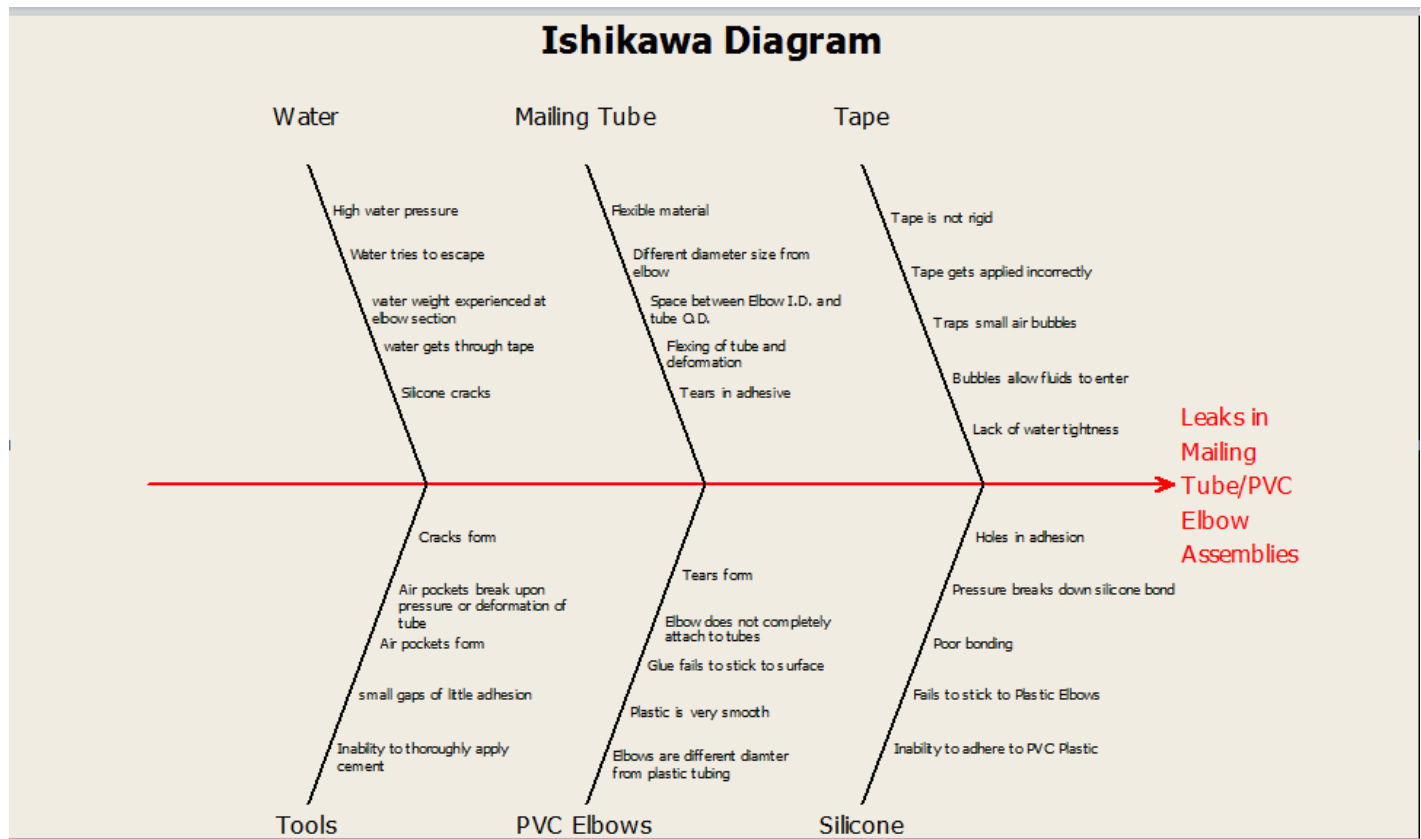 Ishikawa Diagram
Water
Mailing Tube
Tape
High water pressure
Water tries to escape
water weight experienced at
elbow section
water gets through tape
Silicone cracks
Flexible material
Different diameter size from
elbow
Space between Elbow I.D. and
tube O.D.
Flexing of tube and
deformation
Tears in adhesive
Tape is not rigid
Tape gets applied incorrectly
Traps small air bubbles
Bubbles allow fluids to enter
Lack of water tightness
Leaks in
Mailing
Tube/PVC
Elbow
Assemblies
Cracks form
Air pockets break upon
pressure or deformation of
tube
Air pockets form
small gaps of little adhesion
Inability to thoroughly apply
cement
Tears form
Elbow does not completely
attach to tubes
Glue fails to stick to surface
Plastic is very smooth
Elbows are different diamter
from plastic tubing
Holes in adhesion
Pressure breaks down silicone bond
Poor bonding
Fails to stick to Plastic Elbows
Inability to adhere to PVC Plastic
Tools
PVC Elbows
Silicone